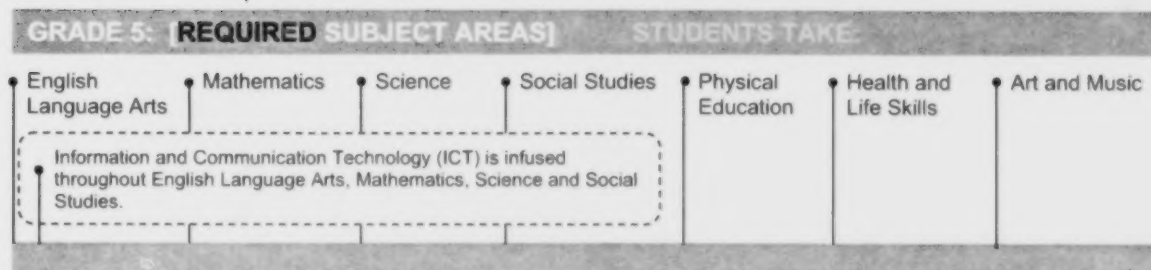 GRADE 5: [REQUIRED SUBJECT AREAS] STUDENTS TAKE:
English Language Arts
Mathematics
Science
Social Studies
Physical Education
Health and Life Skills
Art and Music
Information and Communication Technology (ICT) is infused
throughout English Language Arts, Mathematics, Science and Social
Studies.